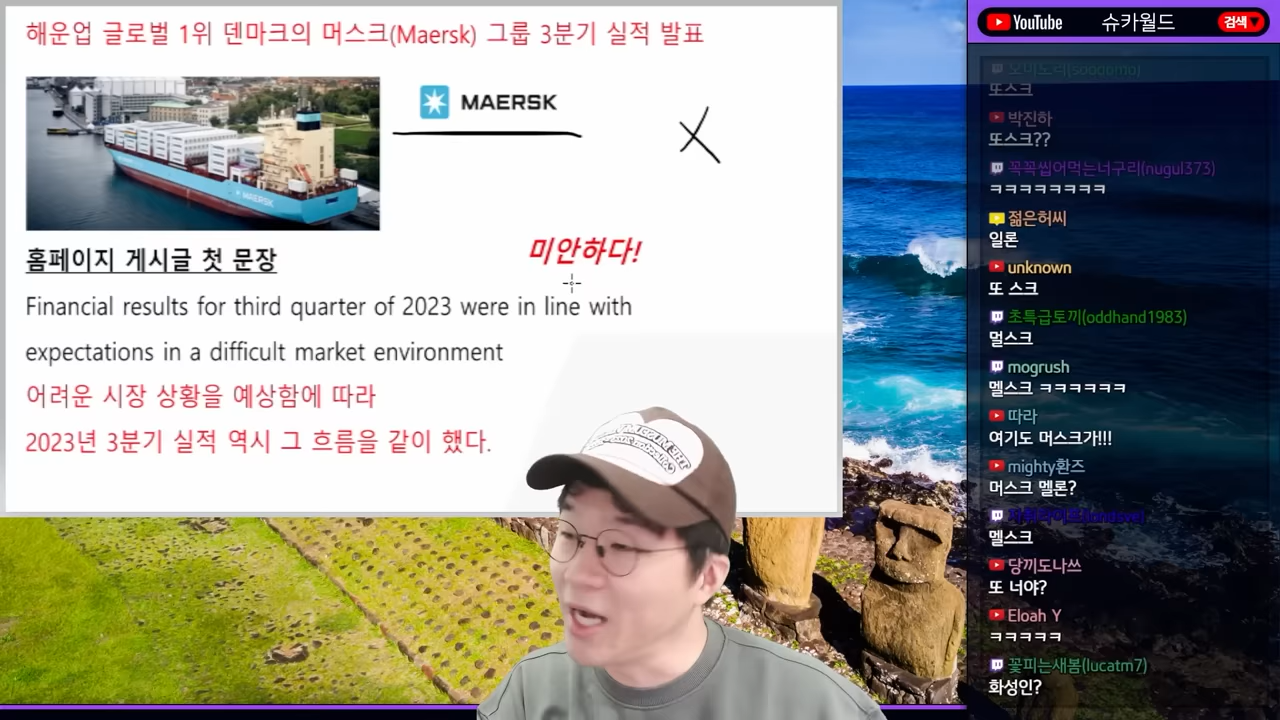 해운업 글로벌 1위 덴마크의 머스크(Maersk) 그룹 3분기 실적 발표
MAERSK
MAERSK
홈페이지 게시글 첫 문장
미안하다!
Financial results for third quarter of 2023 were in line with
expectations in a difficult market environment
어려운 시장 상황을 예상함에 따라
2023년 3분기 실적 역시 그 흐름을 같이 했다.
YouTube 슈카월드 검색
또스크
박진하
또스크??
꼭꼭씹어먹는너구리(nugul373)
ㅋㅋㅋㅋㅋㅋㅋㅋ
젊은허씨
일론
unknown
또 스크
초특급토끼(oddhand1983)
멀스크
mogrush
멜스크 ㅋㅋㅋㅋㅋㅋ
따라
여기도 머스크가!!!
mighty환즈
머스크 멜론?
멜스크
당끼도나쓰
또 너야?
Eloah Y
ㅋㅋㅋㅋㅋ
꽃피는새봄(lucatm7)
화성인?